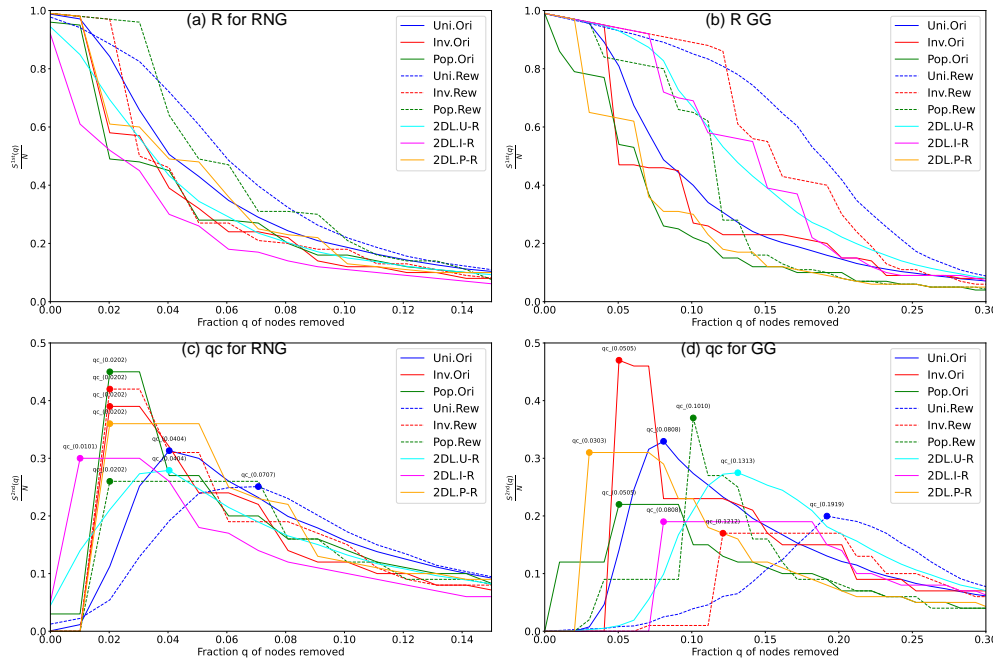 (a) R for RNG
1.0
0.8
0.6
0.4
0.2
0.0
S^{1st}(q)/N
0.00
0.02
0.04
0.06
0.08
0.10
0.12
0.14
Fraction q of nodes removed
Uni.Ori
Inv.Ori
Pop.Ori
Uni.Rew
Inv.Rew
Pop.Rew
2DL.U-R
2DL.I-R
2DL.P-R
(b) R GG
1.0
0.8
0.6
0.4
0.2
0.0
S^{1st}(q)/N
0.00
0.05
0.10
0.15
0.20
0.25
0.30
Fraction q of nodes removed
Uni.Ori
Inv.Ori
Pop.Ori
Uni.Rew
Inv.Rew
Pop.Rew
2DL.U-R
2DL.I-R
2DL.P-R
(c) qc for RNG
0.5
0.4
0.3
0.2
0.1
0.0
S^{2nd}(q)/N
qc_(0.0202)
qc_(0.0202)
qc_(0.0202)
qc_(0.0202)
qc_(0.0101)
qc_(0.0404)
qc_(0.0404)
qc_(0.0202)
qc_(0.0707)
0.00
0.02
0.04
0.06
0.08
0.10
0.12
0.14
Fraction q of nodes removed
Uni.Ori
Inv.Ori
Pop.Ori
Uni.Rew
Inv.Rew
Pop.Rew
2DL.U-R
2DL.I-R
2DL.P-R
(d) qc for GG
0.5
0.4
0.3
0.2
0.1
0.0
S^{2nd}(q)/N
qc_(0.0505)
qc_(0.1010)
qc_(0.0808)
qc_(0.0303)
qc_(0.1313)
qc_(0.0505)
qc_(0.0808)
qc_(0.1919)
qc_(0.1212)
0.00
0.05
0.10
0.15
0.20
0.25
0.30
Fraction q of nodes removed
Uni.Ori
Inv.Ori
Pop.Ori
Uni.Rew
Inv.Rew
Pop.Rew
2DL.U-R
2DL.I-R
2DL.P-R